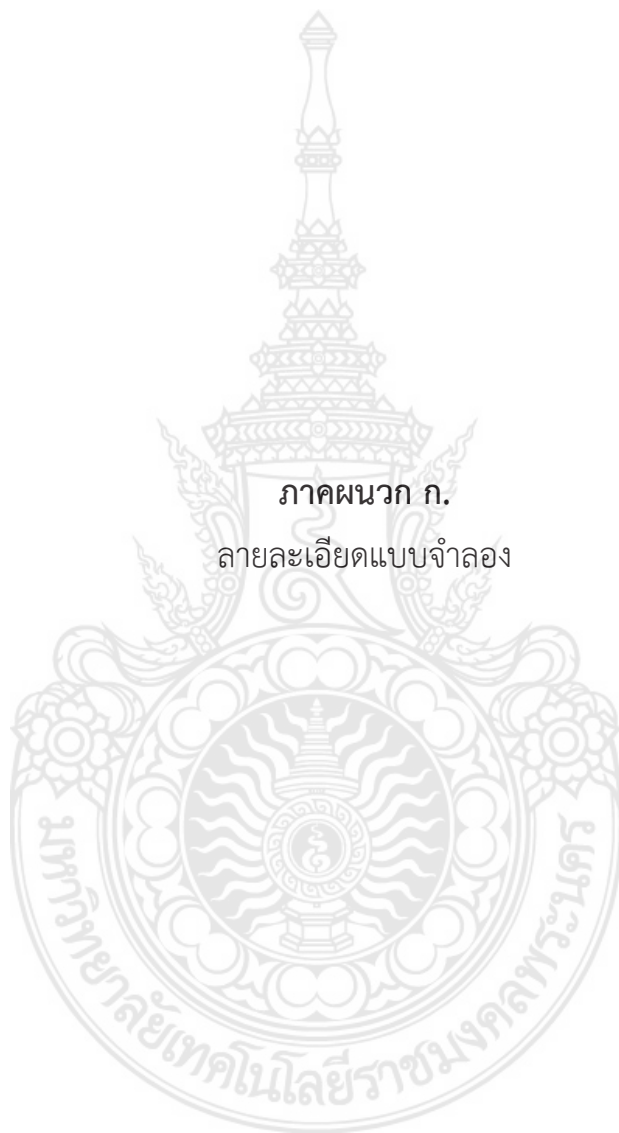 ภาคผนวก ก.
ลายละเอียดแบบจำลอง
มหาวิทยาลัยเทคโนโลยีราชมงคลพระนคร